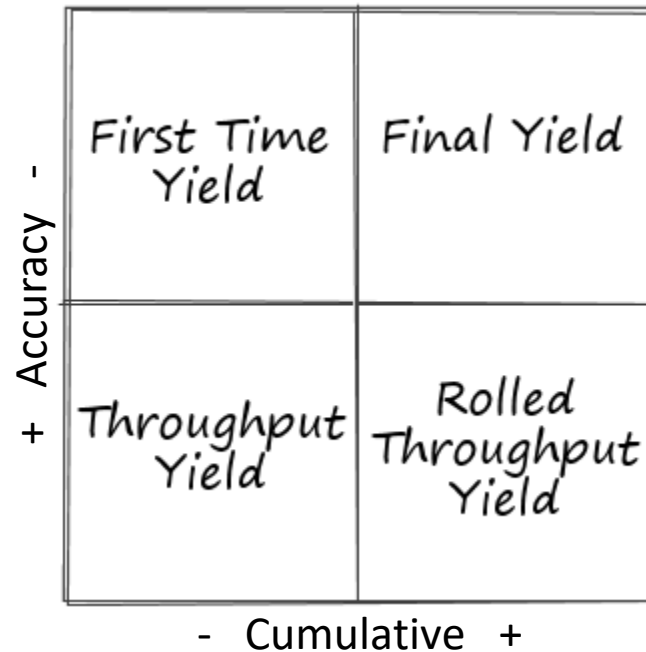 First Time
Yield
Final Yield
+ Accuracy -
Throughput
Yield
Rolled
Throughput
Yield
- Cumulative +